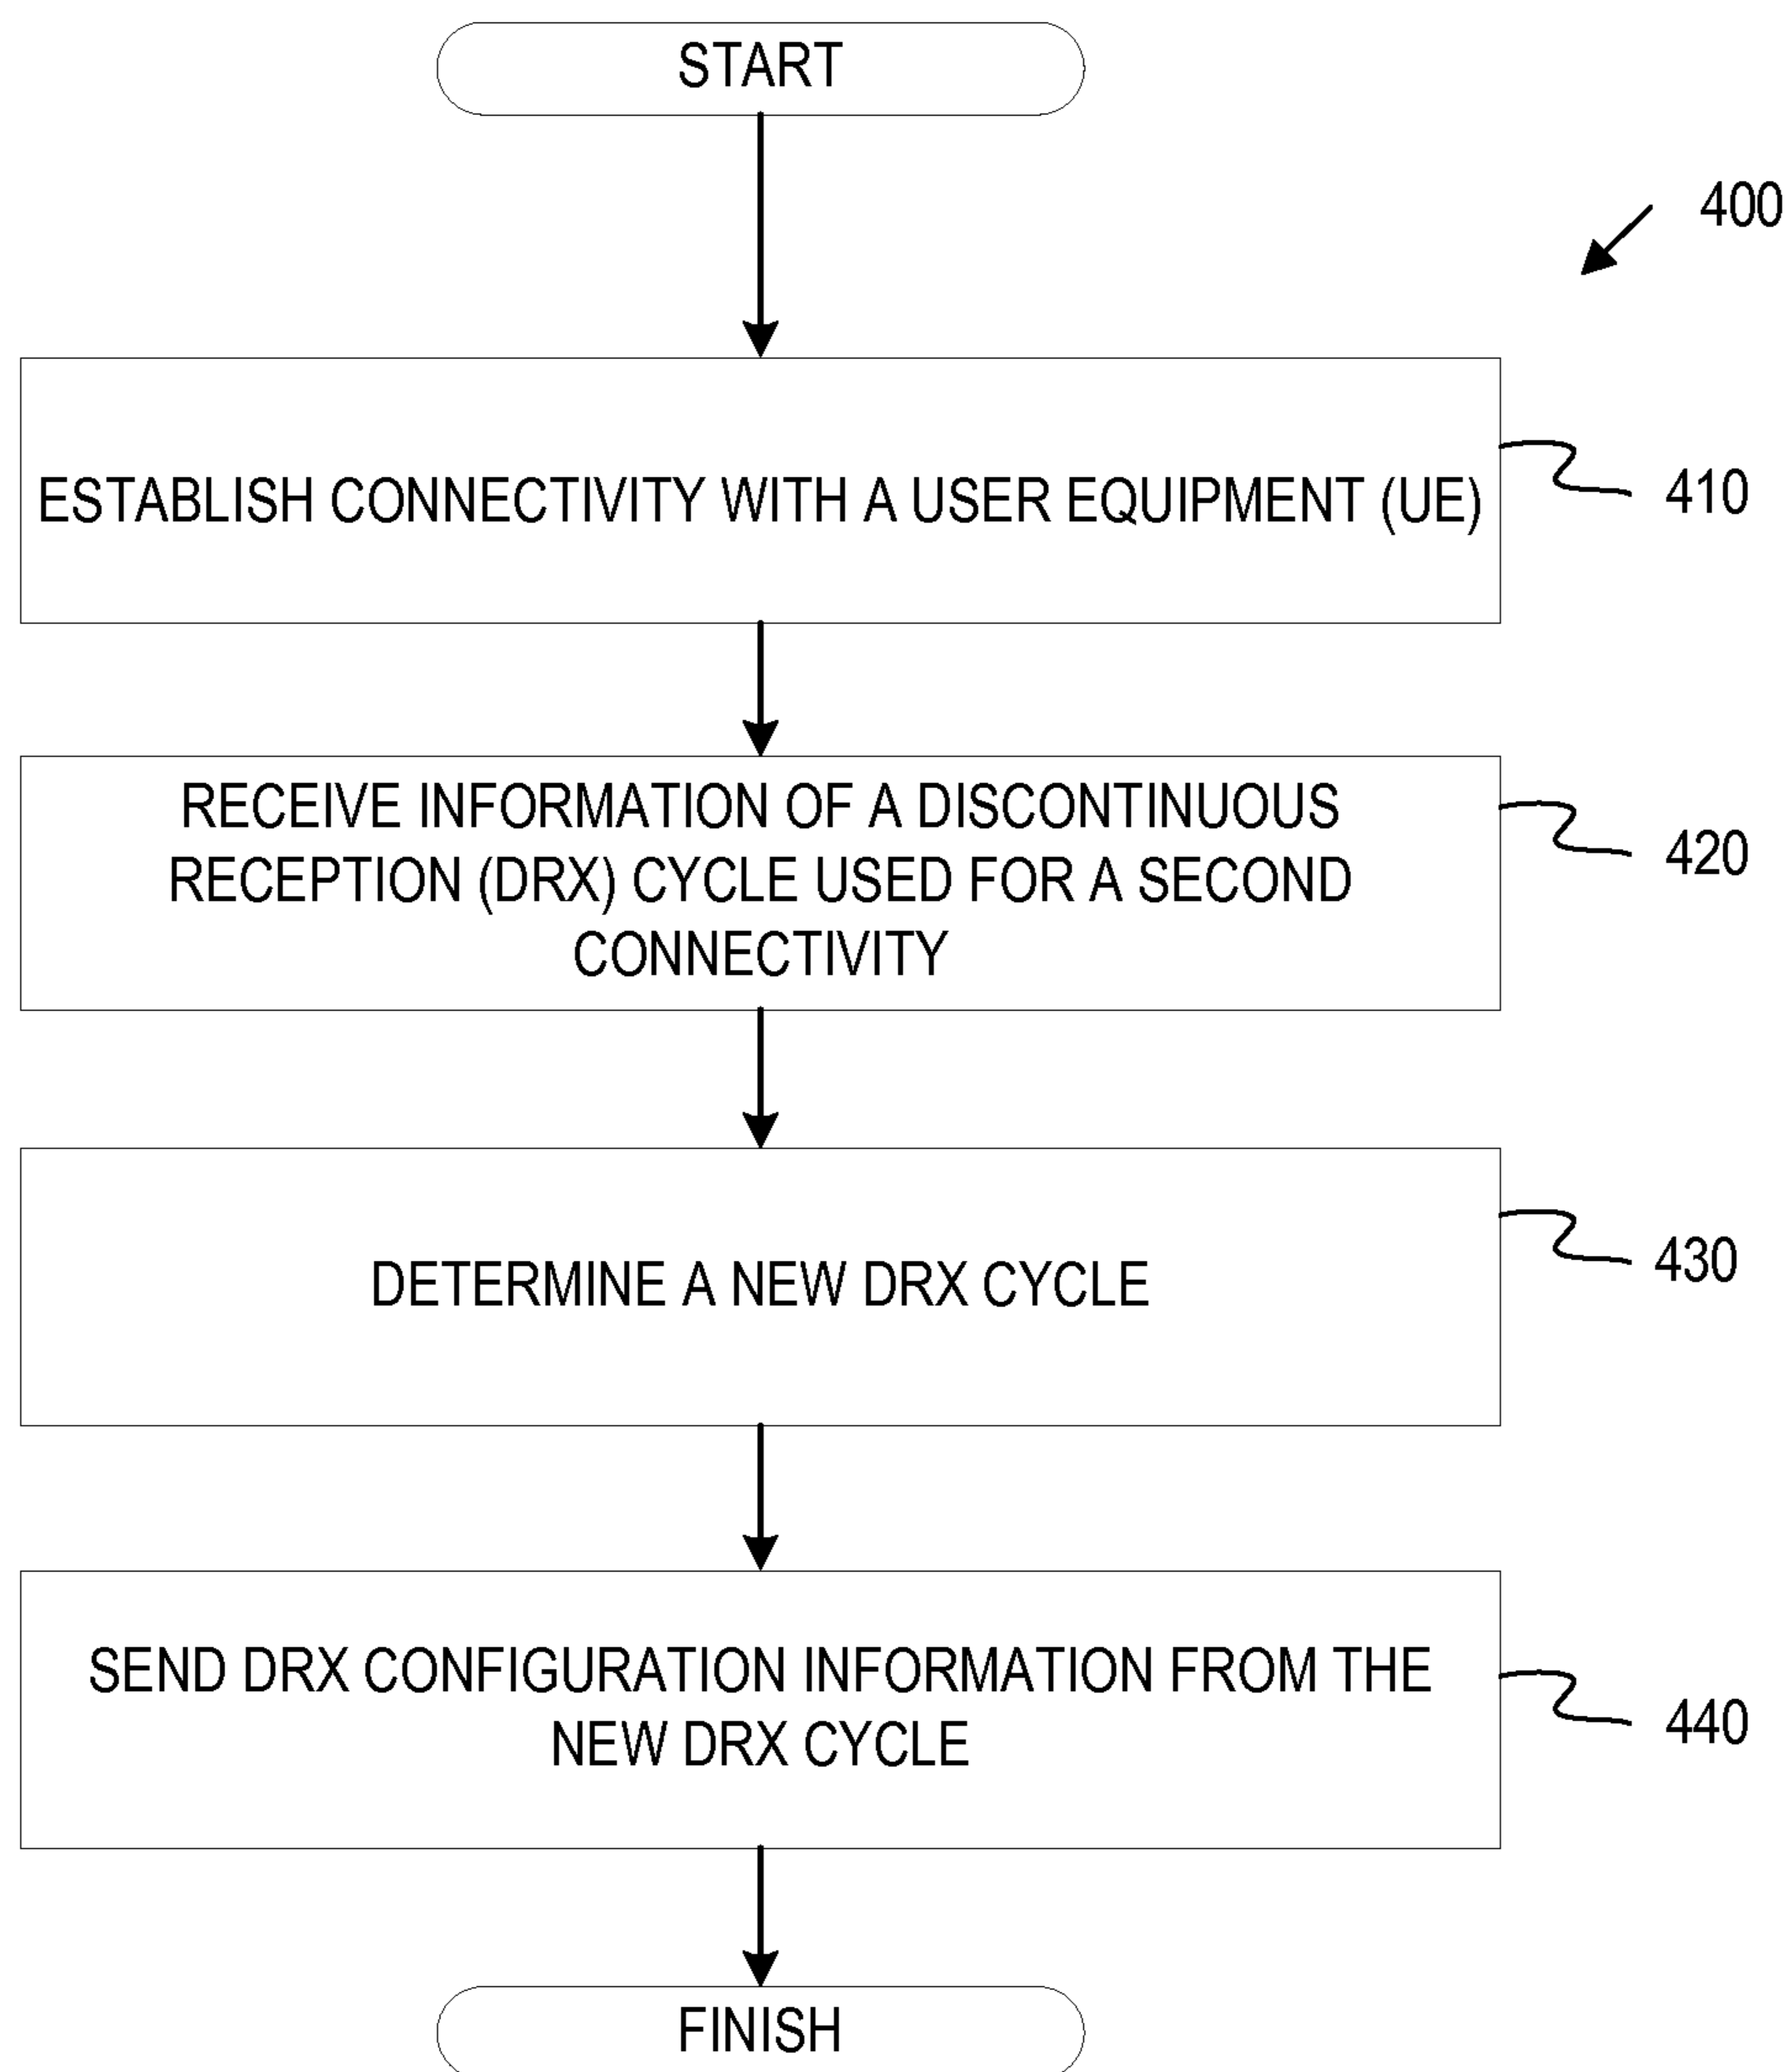 START
400
ESTABLISH CONNECTIVITY WITH A USER EQUIPMENT (UE)
410
RECEIVE INFORMATION OF A DISCONTINUOUS
RECEPTION (DRX) CYCLE USED FOR A SECOND
CONNECTIVITY
420
DETERMINE A NEW DRX CYCLE
430
SEND DRX CONFIGURATION INFORMATION FROM THE
NEW DRX CYCLE
440
FINISH